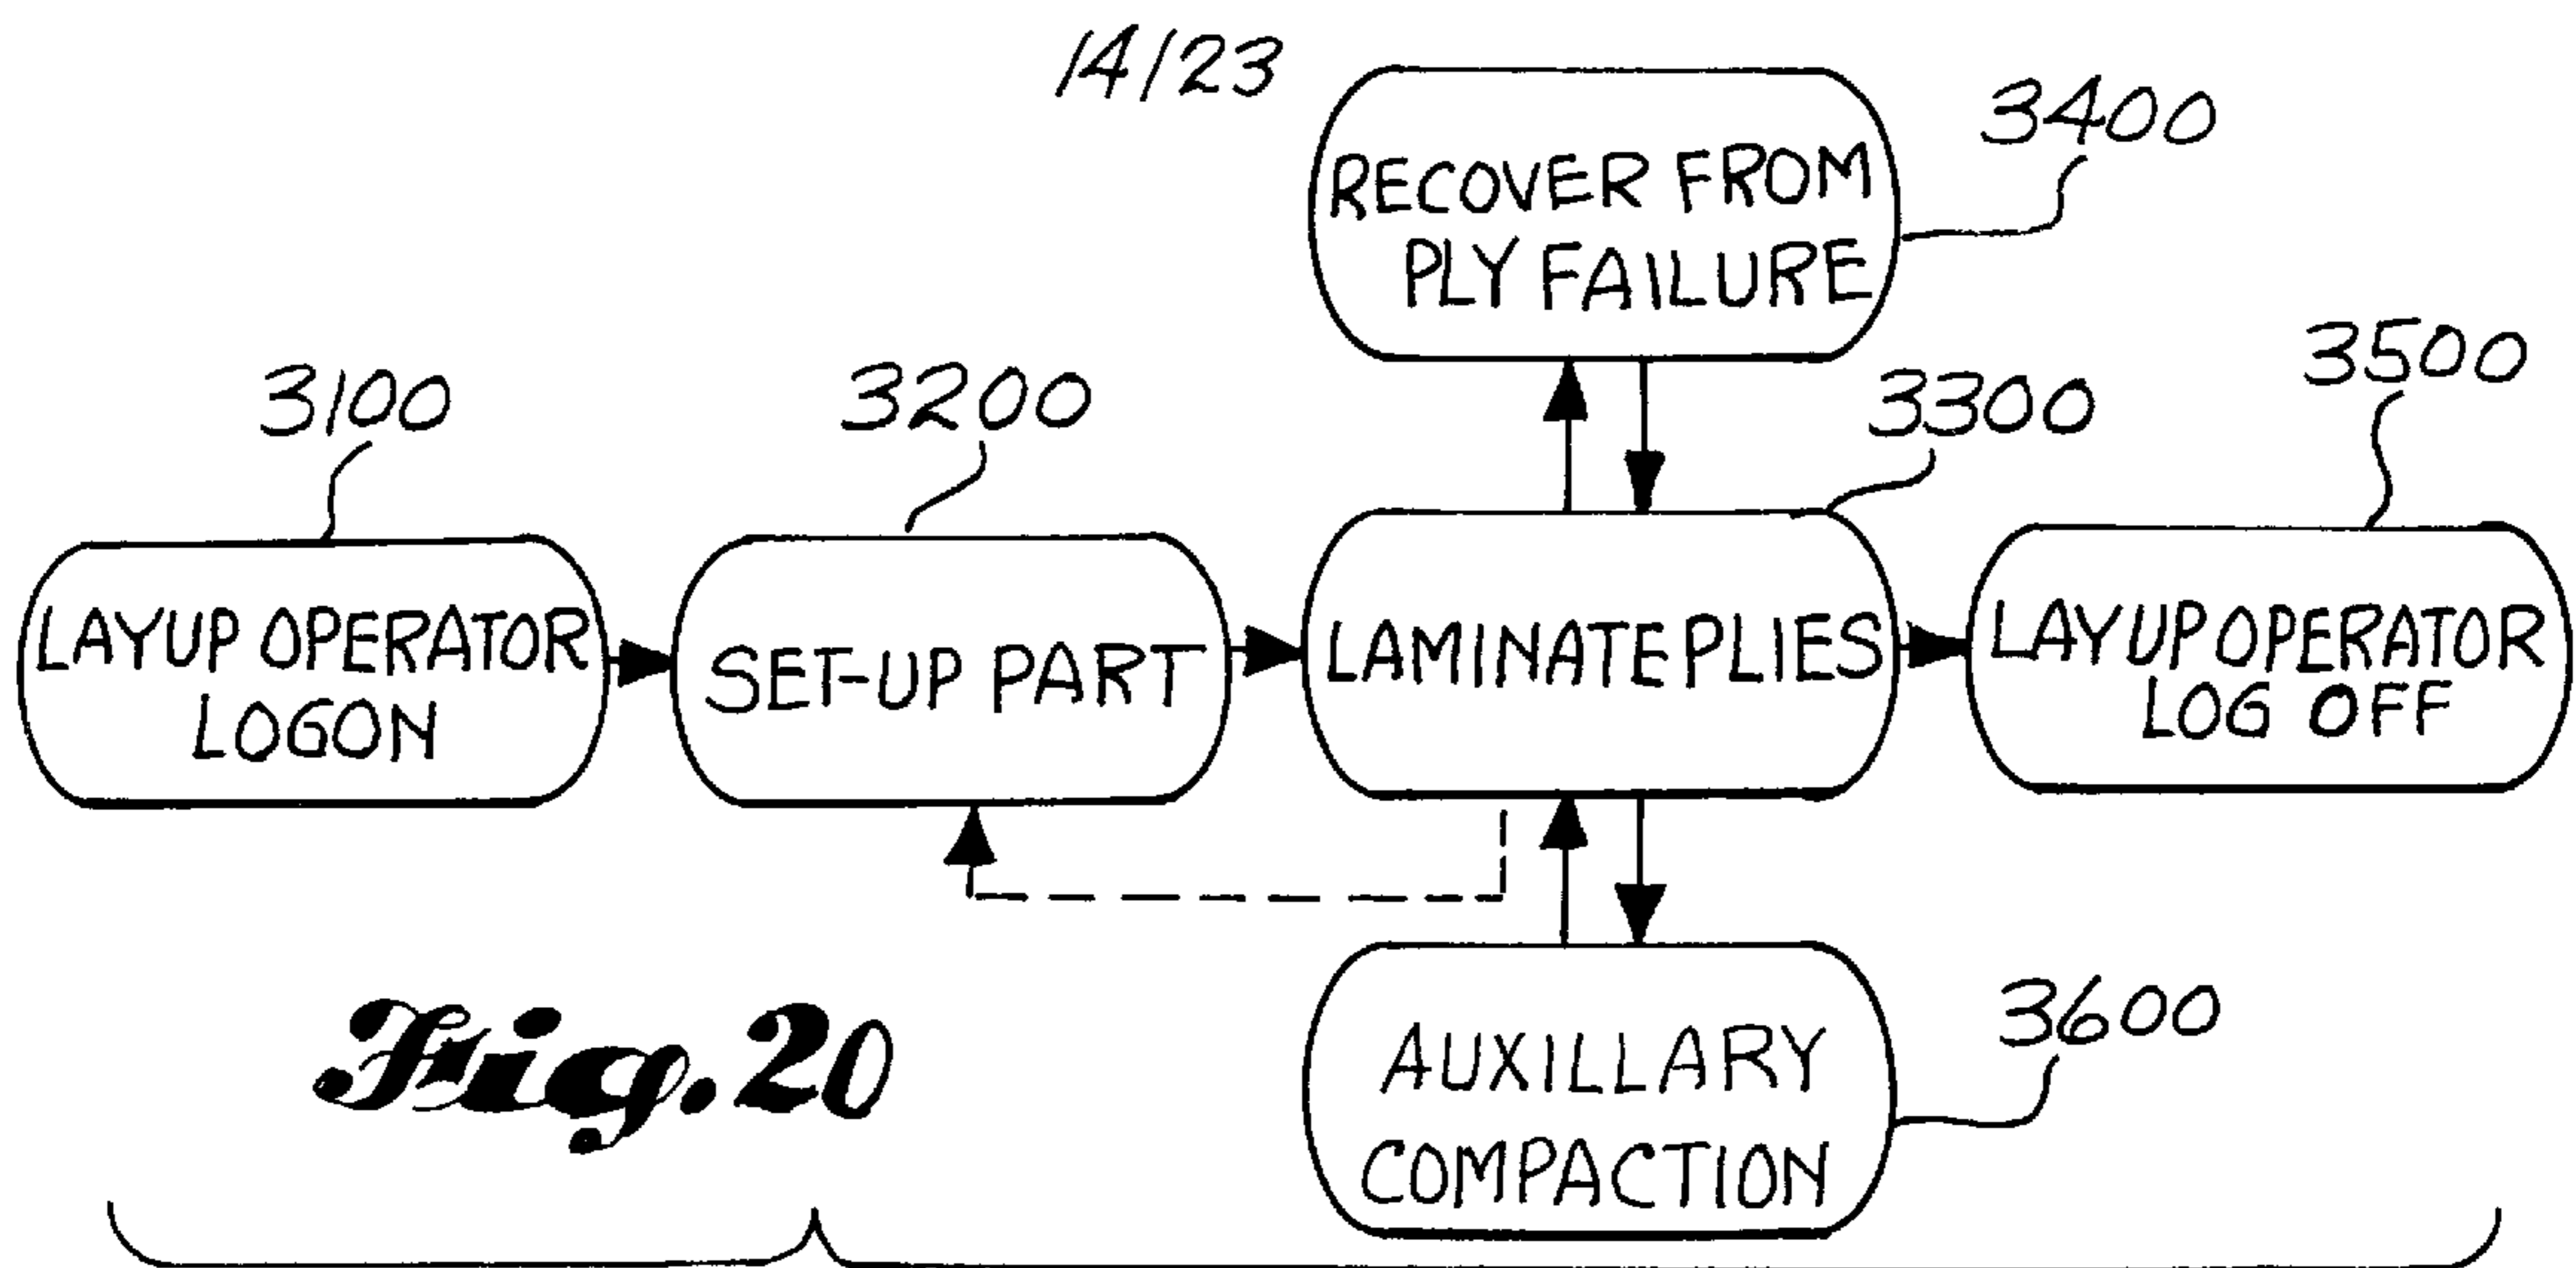 14/23
3400
RECOVER FROM
PLY FAILURE
3100
3200
3300
3500
LAYUP OPERATOR
LOGON
SET-UP PART
LAMINATE PLIES
LAYUP OPERATOR
LOG OFF
3600
AUXILLARY
COMPACTION
Fig. 20